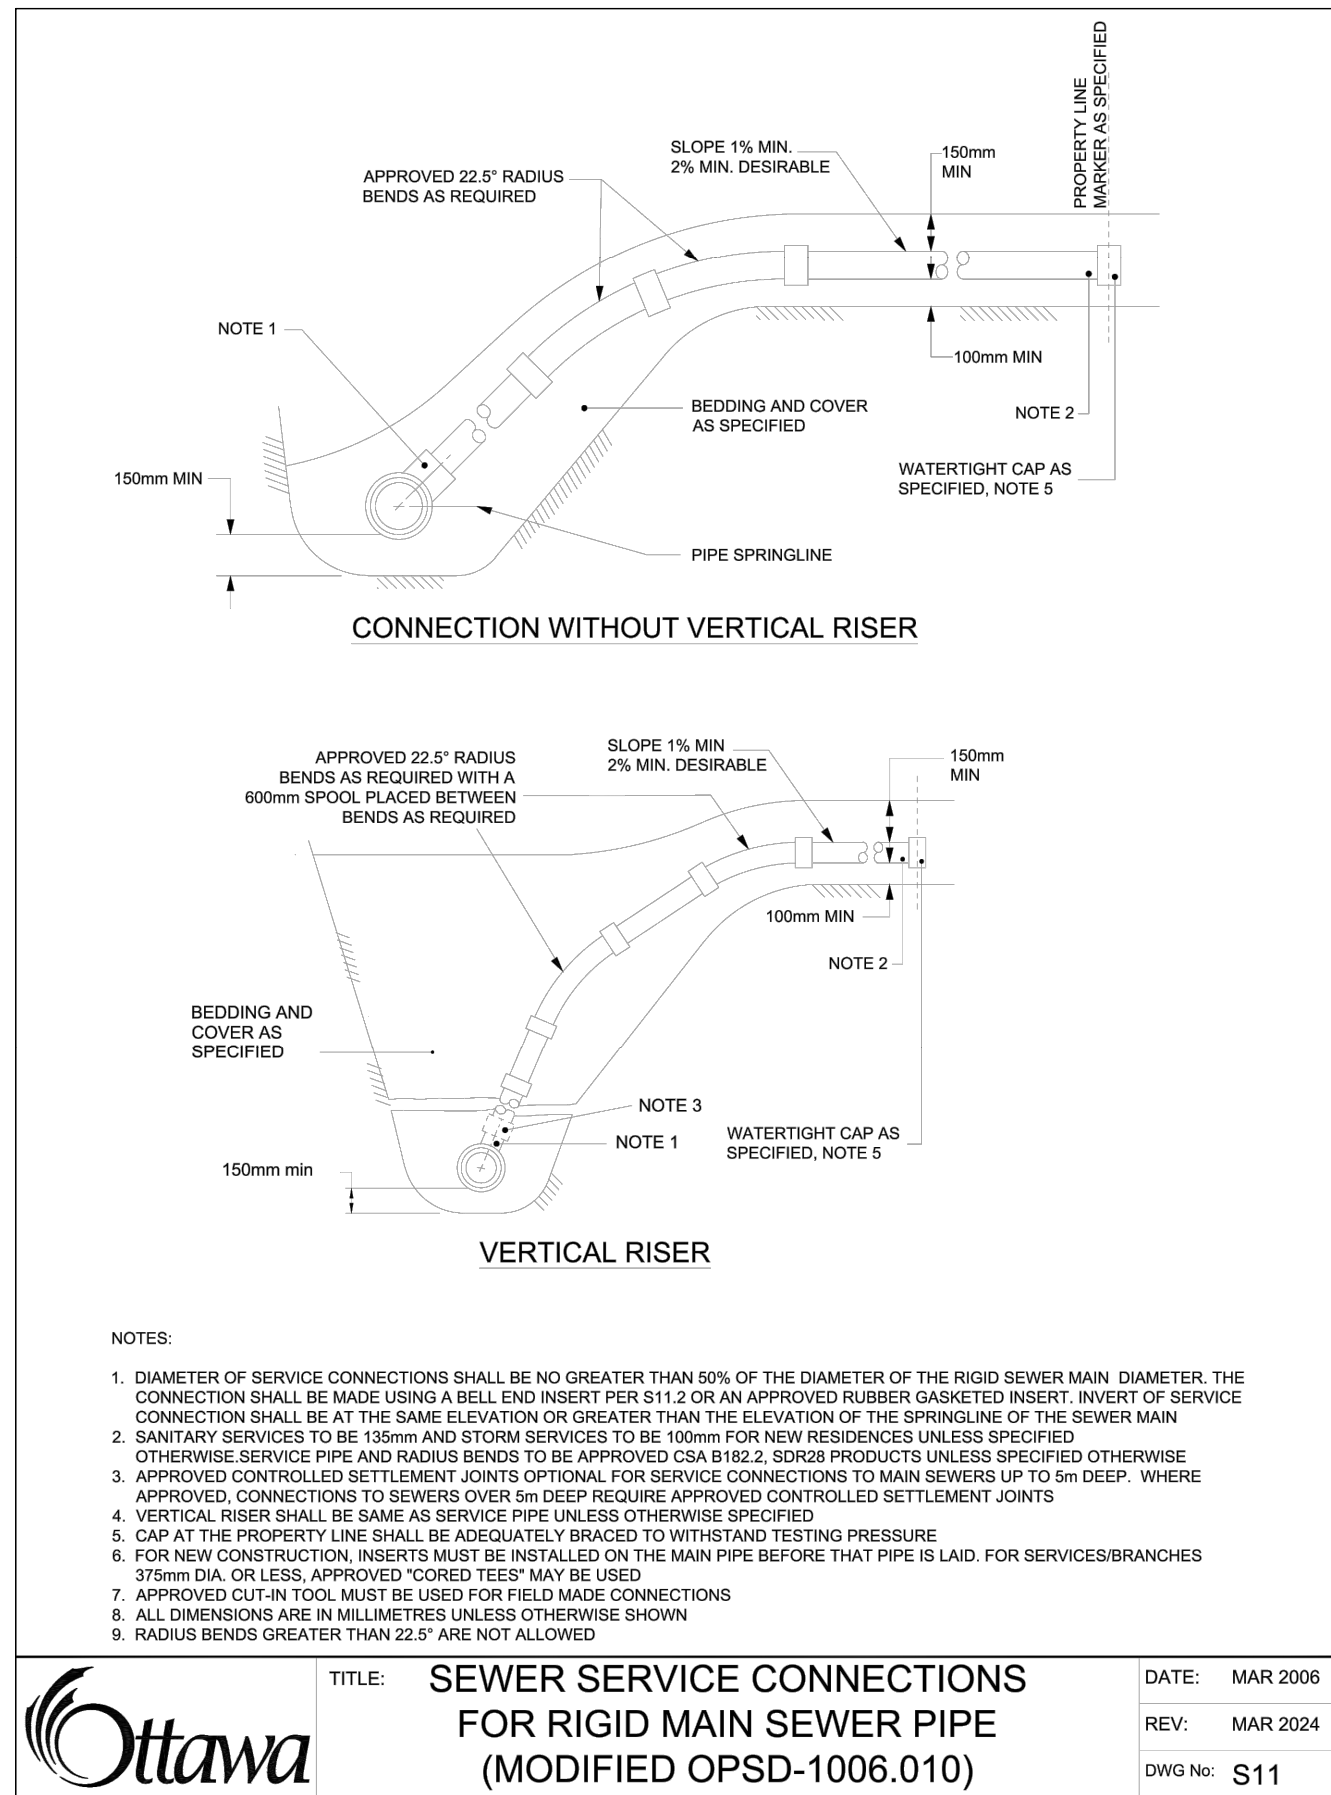 PROPERTY LINE
MARKER AS SPECIFIED
SLOPE 1% MIN.
2% MIN. DESIRABLE
150mm
MIN
APPROVED 22.5° RADIUS
BENDS AS REQUIRED
NOTE 1
100mm MIN
BEDDING AND COVER
AS SPECIFIED
NOTE 2
WATERTIGHT CAP AS
SPECIFIED, NOTE 5
150mm MIN
PIPE SPRINGLINE
CONNECTION WITHOUT VERTICAL RISER
SLOPE 1% MIN
2% MIN. DESIRABLE
150mm
MIN
APPROVED 22.5° RADIUS
BENDS AS REQUIRED WITH A
600mm SPOOL PLACED BETWEEN
BENDS AS REQUIRED
100mm MIN
NOTE 2
BEDDING AND
COVER AS
SPECIFIED
NOTE 3
NOTE 1
WATERTIGHT CAP AS
SPECIFIED, NOTE 5
150mm min
VERTICAL RISER
NOTES:
1. DIAMETER OF SERVICE CONNECTIONS SHALL BE NO GREATER THAN 50% OF THE DIAMETER OF THE RIGID SEWER MAIN DIAMETER. THE
CONNECTION SHALL BE MADE USING A BELL END INSERT PER S11.2 OR AN APPROVED RUBBER GASKETED INSERT. INVERT OF SERVICE
CONNECTION SHALL BE AT THE SAME ELEVATION OR GREATER THAN THE ELEVATION OF THE SPRINGLINE OF THE SEWER MAIN
2. SANITARY SERVICES TO BE 135mm AND STORM SERVICES TO BE 100mm FOR NEW RESIDENCES UNLESS SPECIFIED
OTHERWISE.SERVICE PIPE AND RADIUS BENDS TO BE APPROVED CSA B182.2, SDR28 PRODUCTS UNLESS SPECIFIED OTHERWISE
3. APPROVED CONTROLLED SETTLEMENT JOINTS OPTIONAL FOR SERVICE CONNECTIONS TO MAIN SEWERS UP TO 5m DEEP. WHERE
APPROVED, CONNECTIONS TO SEWERS OVER 5m DEEP REQUIRE APPROVED CONTROLLED SETTLEMENT JOINTS
4. VERTICAL RISER SHALL BE SAME AS SERVICE PIPE UNLESS OTHERWISE SPECIFIED
5. CAP AT THE PROPERTY LINE SHALL BE ADEQUATELY BRACED TO WITHSTAND TESTING PRESSURE
6. FOR NEW CONSTRUCTION, INSERTS MUST BE INSTALLED ON THE MAIN PIPE BEFORE THAT PIPE IS LAID. FOR SERVICES/BRANCHES
375mm DIA. OR LESS, APPROVED "CORED TEES" MAY BE USED
7. APPROVED CUT-IN TOOL MUST BE USED FOR FIELD MADE CONNECTIONS
8. ALL DIMENSIONS ARE IN MILLIMETRES UNLESS OTHERWISE SHOWN
9. RADIUS BENDS GREATER THAN 22.5° ARE NOT ALLOWED
Ottawa
TITLE: SEWER SERVICE CONNECTIONS
FOR RIGID MAIN SEWER PIPE
(MODIFIED OPSD-1006.010)
DATE: MAR 2006
REV: MAR 2024
DWG No: S11